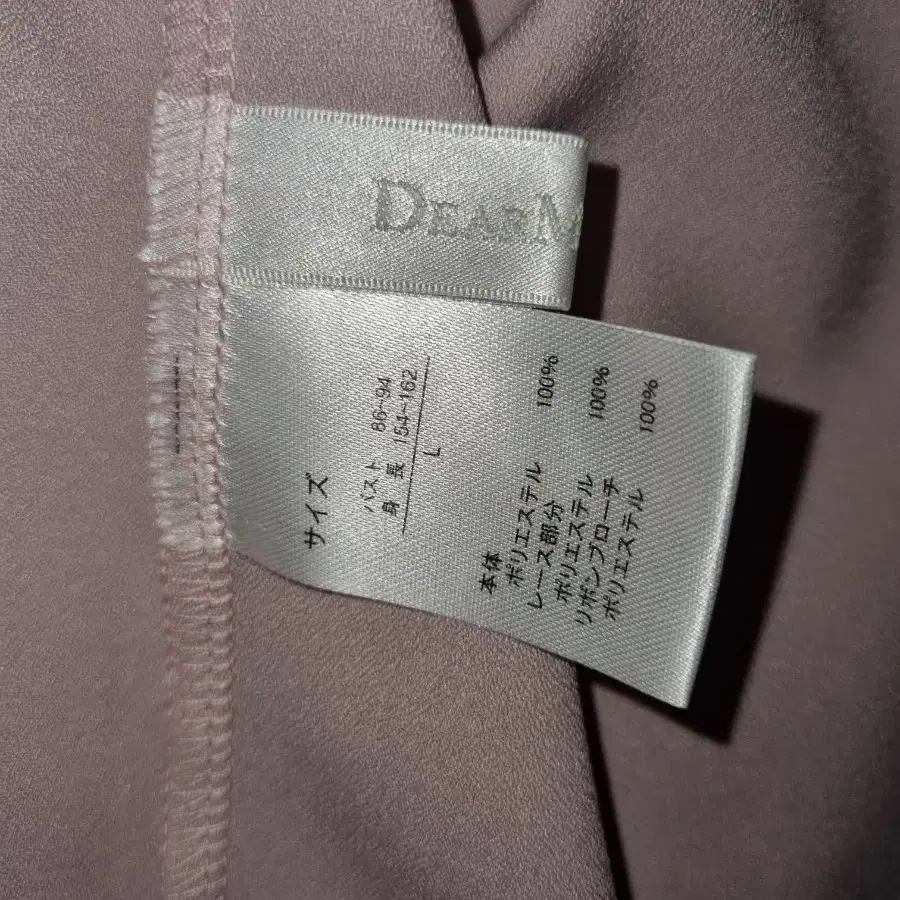 DEARM
サイズ
バスト 86~94
身長 154~162
L
本体
ポリエステル 100%
レース部分
ポリエステル 100%
リボンブローチ
ポリエステル 100%